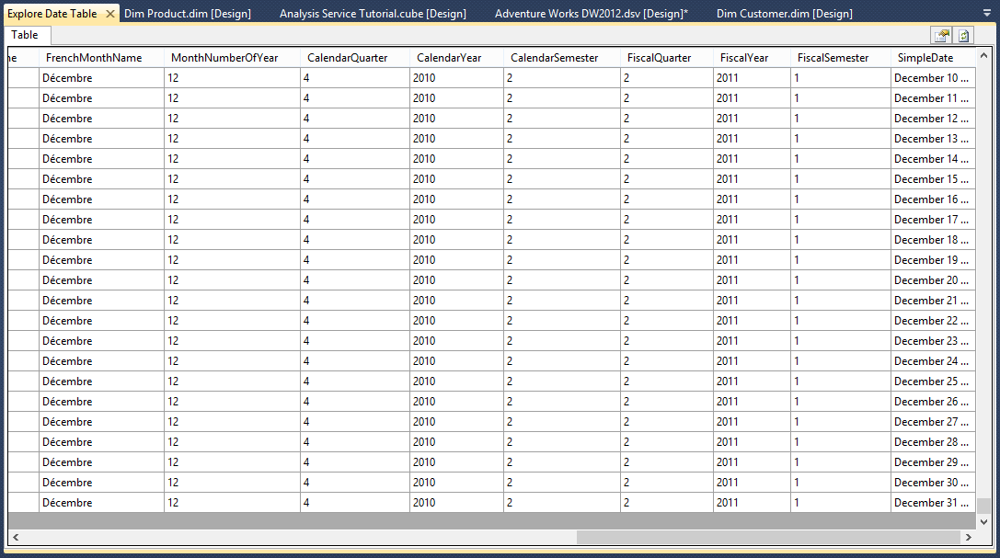 Explore Date Table Dim Product.dim [Design] Analysis Service Tutorial.cube [Design] Adventure Works DW2012.dsv [Design]* Dim Customer.dim [Design]
Table
ne FrenchMonthName MonthNumberOfYear CalendarQuarter CalendarYear CalendarSemester FiscalQuarter FiscalYear FiscalSemester SimpleDate
Décembre 12 4 2010 2 2 2011 1 December 10 ...
Décembre 12 4 2010 2 2 2011 1 December 11 ...
Décembre 12 4 2010 2 2 2011 1 December 12 ...
Décembre 12 4 2010 2 2 2011 1 December 13 ...
Décembre 12 4 2010 2 2 2011 1 December 14 ...
Décembre 12 4 2010 2 2 2011 1 December 15 ...
Décembre 12 4 2010 2 2 2011 1 December 16 ...
Décembre 12 4 2010 2 2 2011 1 December 17 ...
Décembre 12 4 2010 2 2 2011 1 December 18 ...
Décembre 12 4 2010 2 2 2011 1 December 19 ...
Décembre 12 4 2010 2 2 2011 1 December 20 ...
Décembre 12 4 2010 2 2 2011 1 December 21 ...
Décembre 12 4 2010 2 2 2011 1 December 22 ...
Décembre 12 4 2010 2 2 2011 1 December 23 ...
Décembre 12 4 2010 2 2 2011 1 December 24 ...
Décembre 12 4 2010 2 2 2011 1 December 25 ...
Décembre 12 4 2010 2 2 2011 1 December 26 ...
Décembre 12 4 2010 2 2 2011 1 December 27 ...
Décembre 12 4 2010 2 2 2011 1 December 28 ...
Décembre 12 4 2010 2 2 2011 1 December 29 ...
Décembre 12 4 2010 2 2 2011 1 December 30 ...
Décembre 12 4 2010 2 2 2011 1 December 31 ...